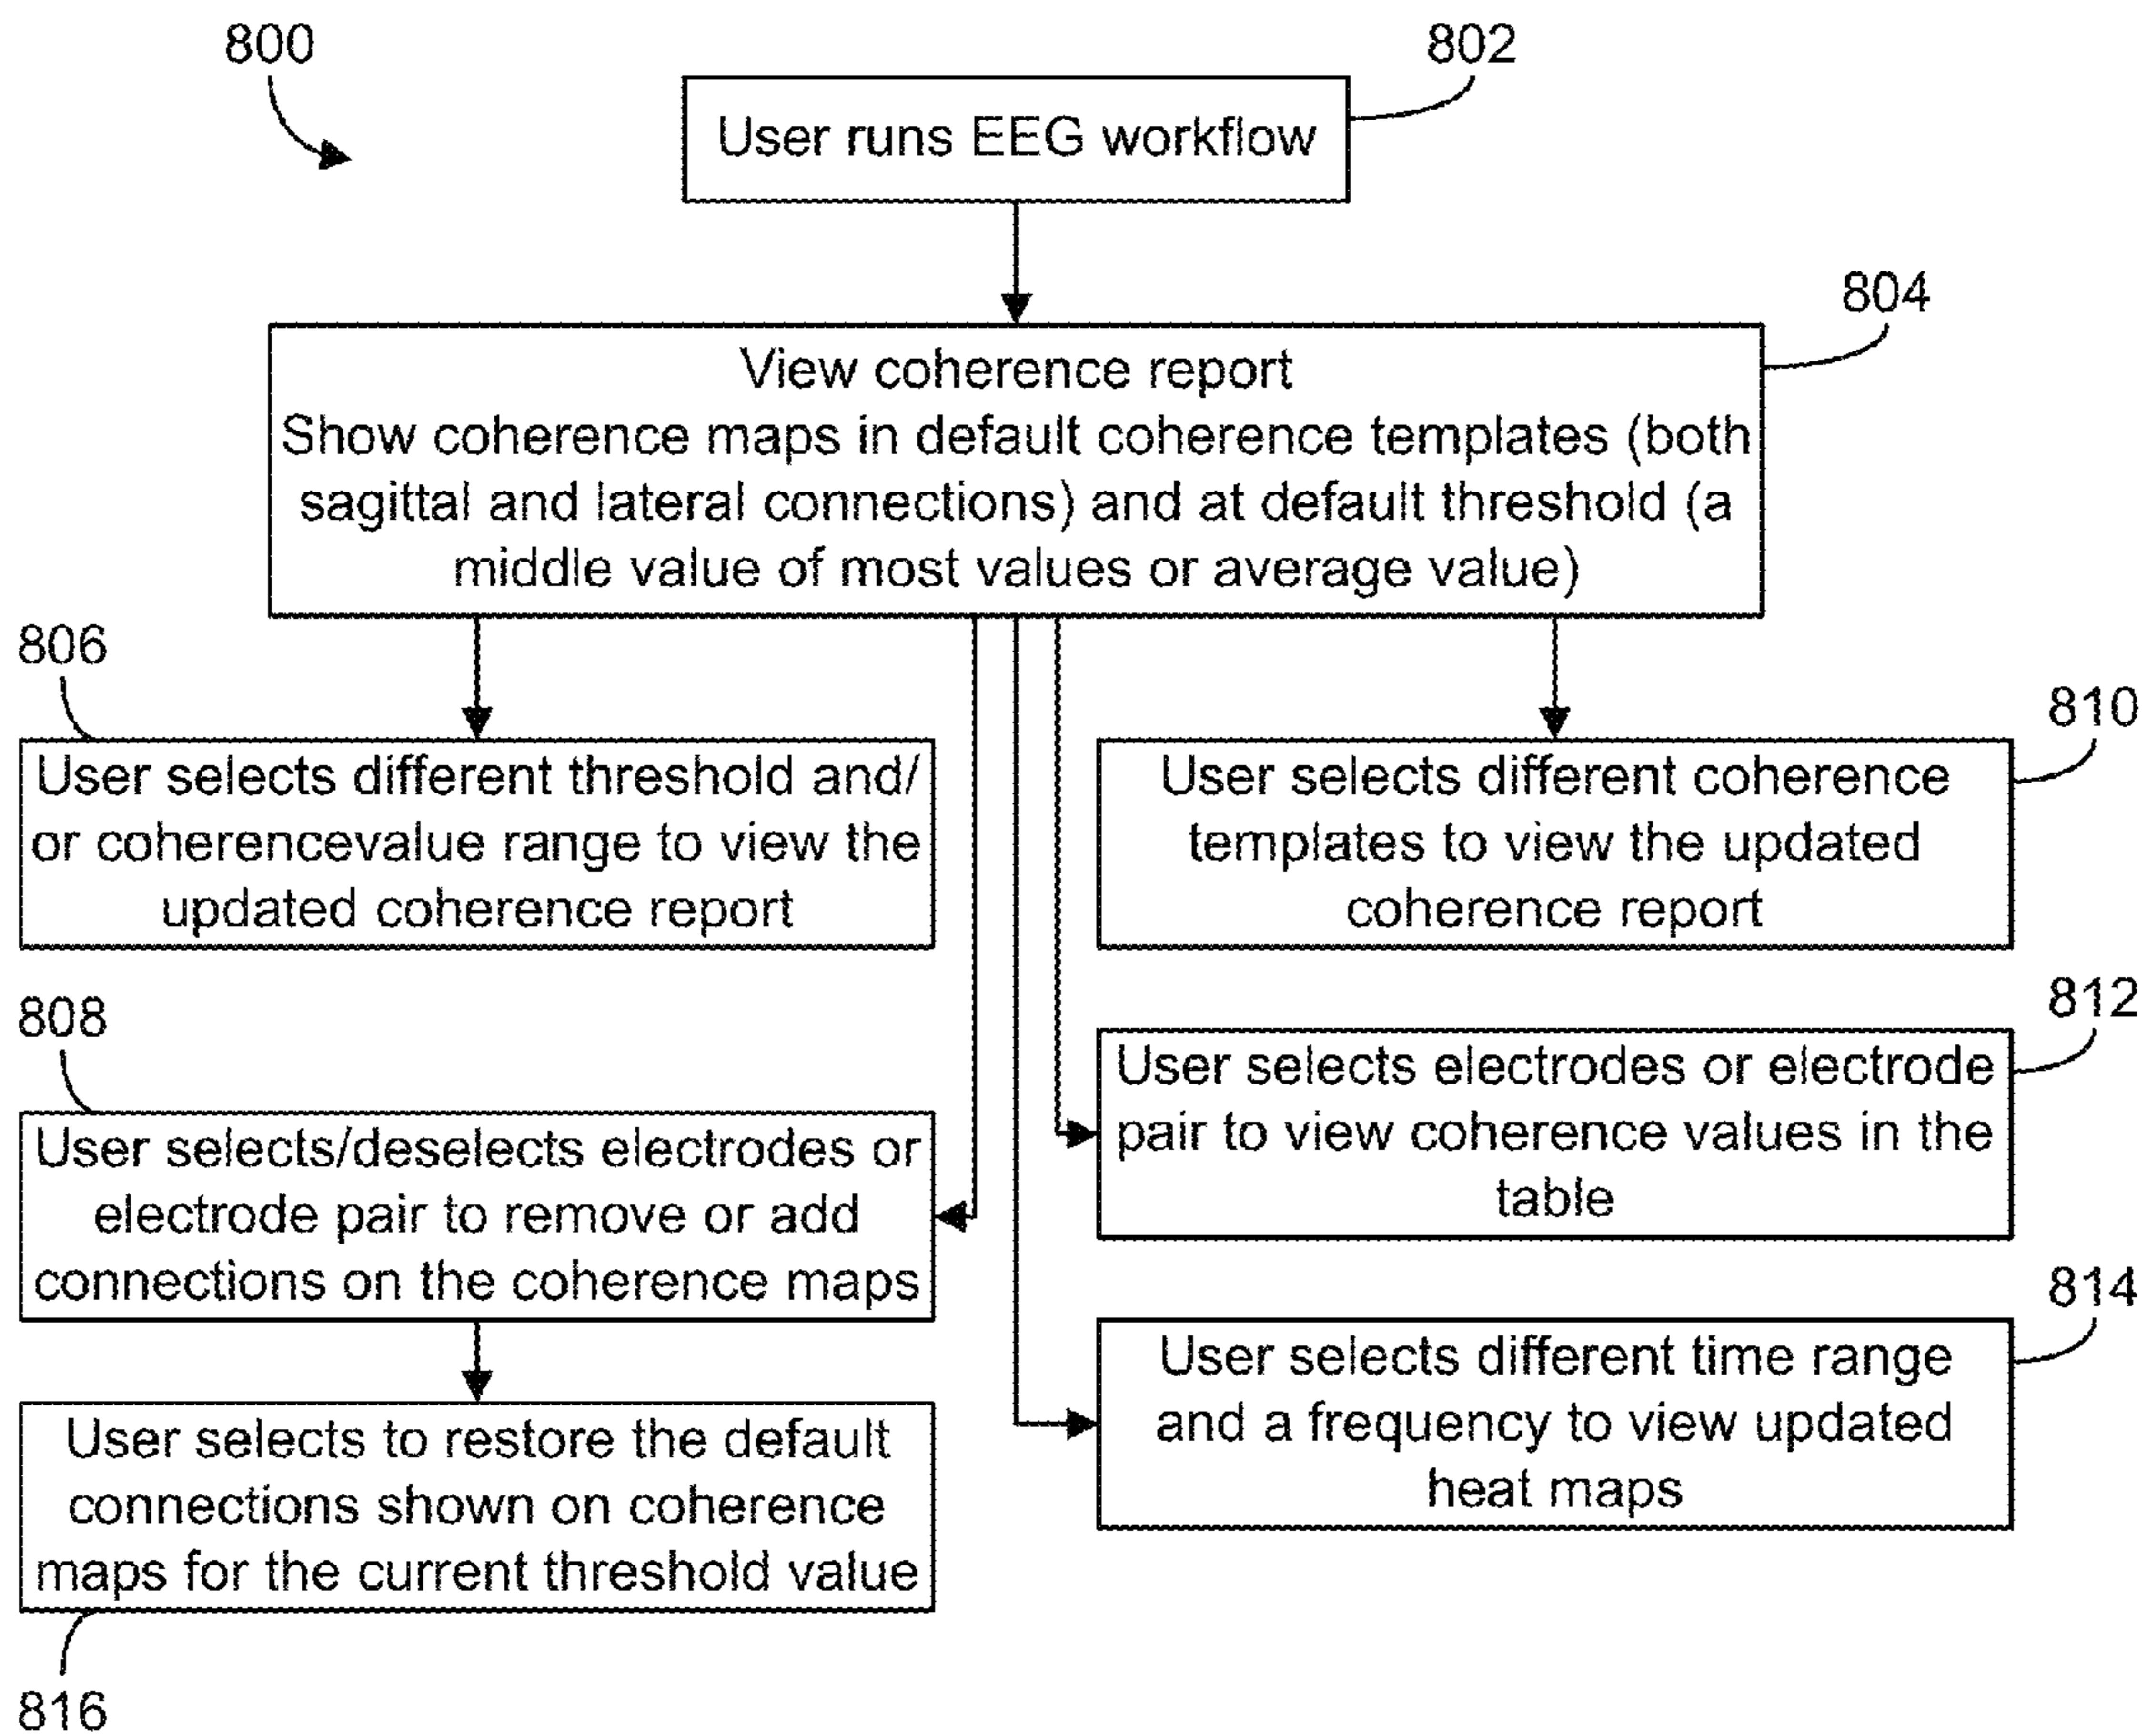 800
802
User runs EEG workflow
804
View coherence report
Show coherence maps in default coherence templates (both
sagittal and lateral connections) and at default threshold (a
middle value of most values or average value)
806
User selects different threshold and/
or coherencevalue range to view the
updated coherence report
810
User selects different coherence
templates to view the updated
coherence report
808
User selects/deselects electrodes or
electrode pair to remove or add
connections on the coherence maps
812
User selects electrodes or electrode
pair to view coherence values in the
table
814
User selects different time range
and a frequency to view updated
heat maps
User selects to restore the default
connections shown on coherence
maps for the current threshold value
816